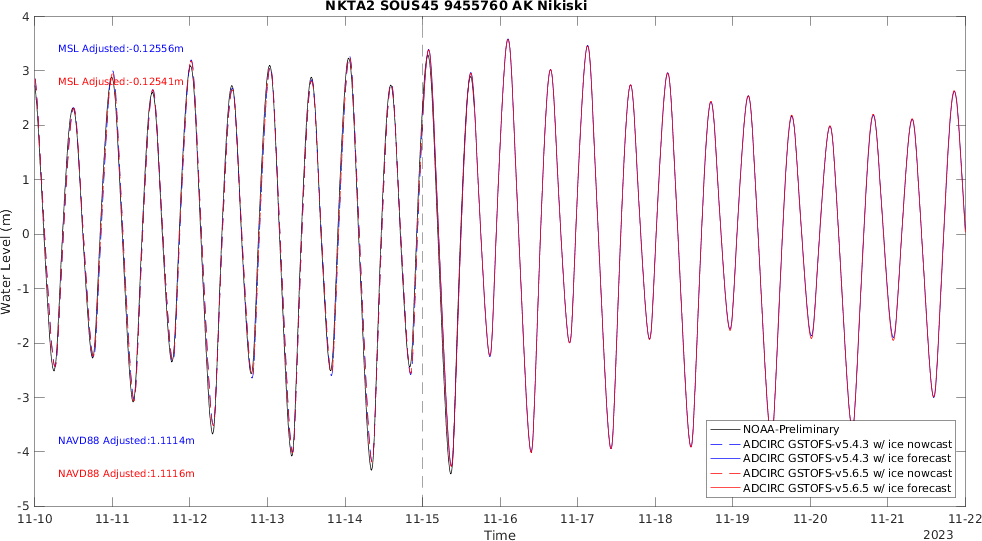 NKTA2 SOUS45 9455760 AK Nikiski
MSL Adjusted:-0.12556m
MSL Adjusted:-0.12541m
NAVD88 Adjusted:1.1114m
NAVD88 Adjusted:1.1116m
Water Level (m)
4
3
2
1
0
-1
-2
-3
-4
-5
NOAA-Preliminary
ADCIRC GSTOFS-v5.4.3 w/ ice nowcast
ADCIRC GSTOFS-v5.4.3 w/ ice forecast
ADCIRC GSTOFS-v5.6.5 w/ ice nowcast
ADCIRC GSTOFS-v5.6.5 w/ ice forecast
11-10 11-11 11-12 11-13 11-14 11-15 11-16 11-17 11-18 11-19 11-20 11-21 11-22
Time
2023